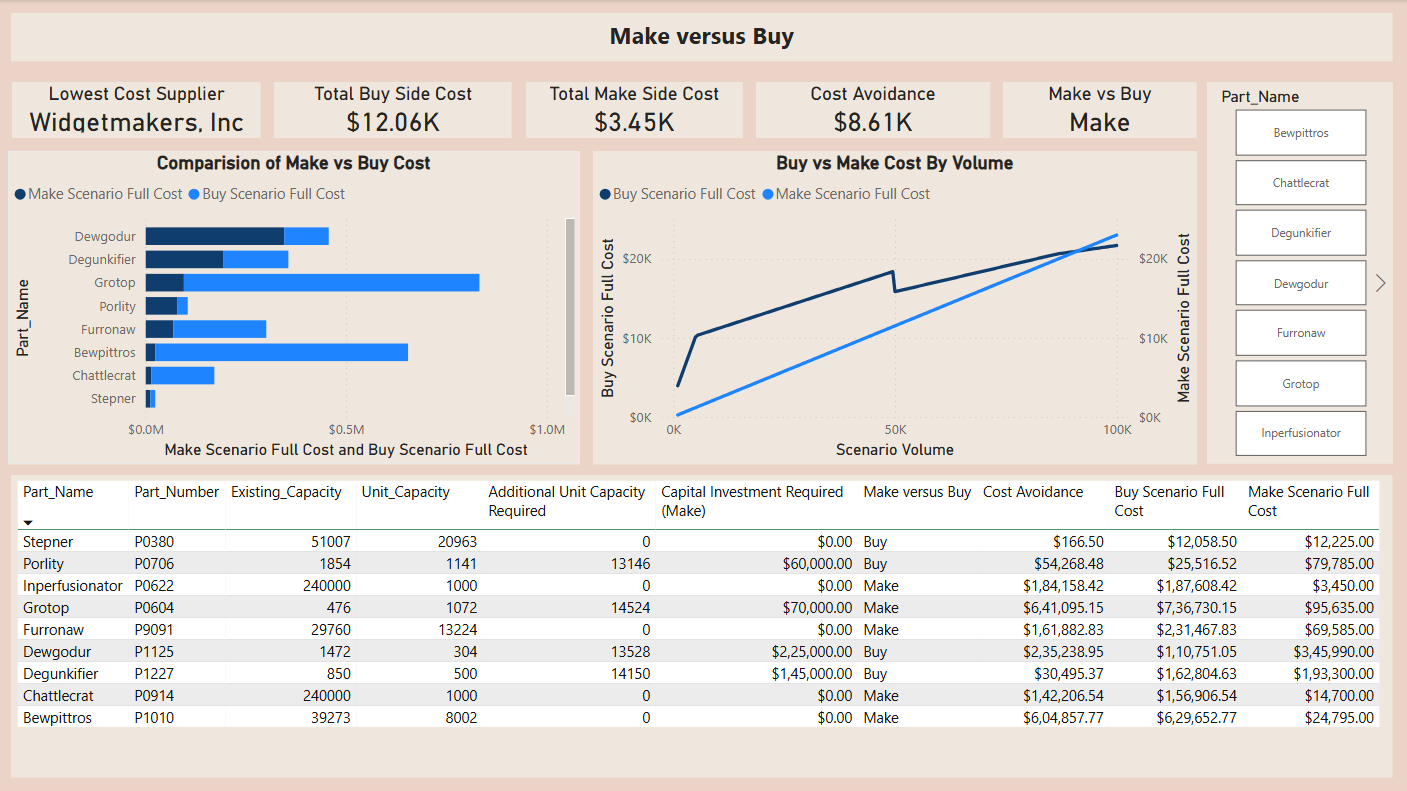 Make versus Buy
Lowest Cost Supplier
Widgetmakers, Inc
Total Buy Side Cost
$12.06K
Total Make Side Cost
$3.45K
Cost Avoidance
$8.61K
Make vs Buy
Make
Part_Name
Bewpittros
Chattlecrat
Degunkifier
Dewgodur
Furronaw
Grotop
Inperfusionator
Comparision of Make vs Buy Cost
Make Scenario Full Cost Buy Scenario Full Cost
Part_Name
Dewgodur
Degunkifier
Grotop
Porlity
Furronaw
Bewpittros
Chattlecrat
Stepner
$0.0M $0.5M $1.0M
Make Scenario Full Cost and Buy Scenario Full Cost
Buy vs Make Cost By Volume
Buy Scenario Full Cost Make Scenario Full Cost
Buy Scenario Full Cost
$20K
$10K
$0K
0K 50K 100K
Scenario Volume
$20K
$10K
$0K
Make Scenario Full Cost
Part_Name Part_Number Existing_Capacity Unit_Capacity Additional Unit Capacity Required Capital Investment Required (Make) Make versus Buy Cost Avoidance Buy Scenario Full Cost Make Scenario Full Cost
Stepner P0380 51007 20963 0 $0.00 Buy $166.50 $12,058.50 $12,225.00
Porlity P0706 1854 1141 13146 $60,000.00 Buy $54,268.48 $25,516.52 $79,785.00
Inperfusionator P0622 240000 1000 0 $0.00 Make $1,84,158.42 $1,87,608.42 $3,450.00
Grotop P0604 476 1072 14524 $70,000.00 Make $6,41,095.15 $7,36,730.15 $95,635.00
Furronaw P9091 29760 13224 0 $0.00 Make $1,61,882.83 $2,31,467.83 $69,585.00
Dewgodur P1125 1472 304 13528 $2,25,000.00 Buy $2,35,238.95 $1,10,751.05 $3,45,990.00
Degunkifier P1227 850 500 14150 $1,45,000.00 Buy $30,495.37 $1,62,804.63 $1,93,300.00
Chattlecrat P0914 240000 1000 0 $0.00 Make $1,42,206.54 $1,56,906.54 $14,700.00
Bewpittros P1010 39273 8002 0 $0.00 Make $6,04,857.77 $6,29,652.77 $24,795.00